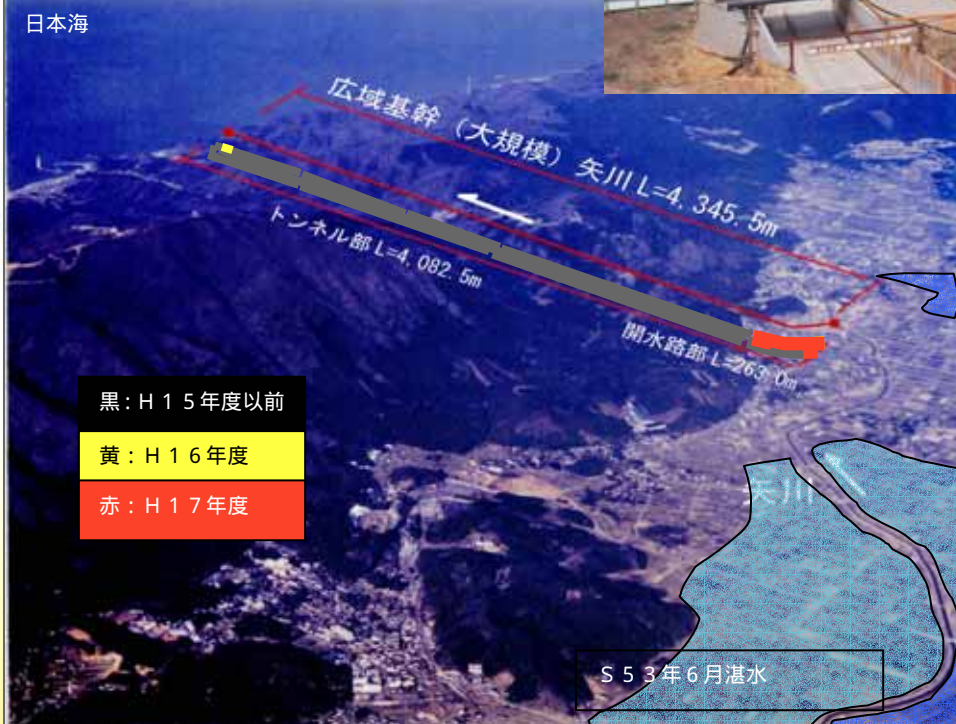 日本海
広域基幹（大規模）矢川 L=4,345.5m
トンネル部 L=4,082.5m
開水路部 L=263.0m
黒：Ｈ１５年度以前
黄：Ｈ１６年度
赤：Ｈ１７年度
矢川
Ｓ５３年６月湛水